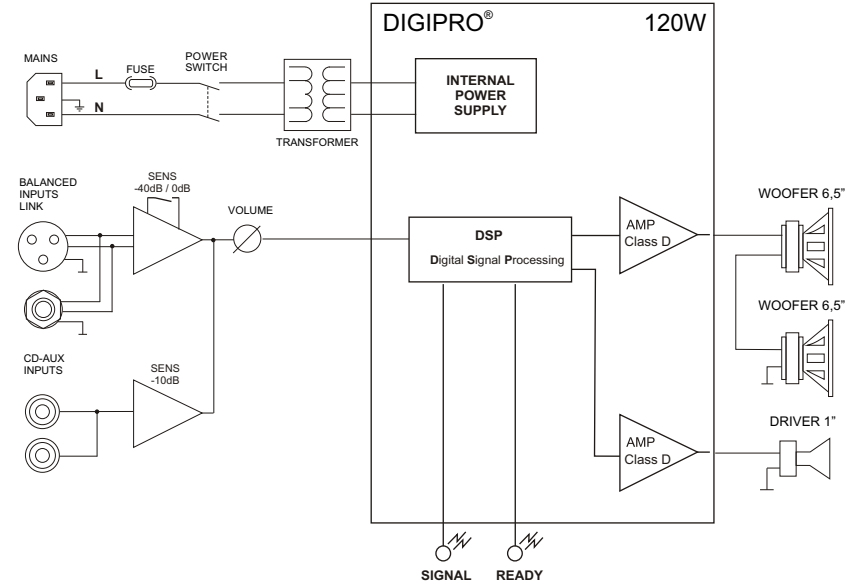 DIGIPRO® 120W
MAINS
L
FUSE
POWER
SWITCH
N
TRANSFORMER
INTERNAL
POWER
SUPPLY
BALANCED
INPUTS
LINK
SENS
-40dB / 0dB
VOLUME
DSP
Digital Signal Processing
AMP
Class D
WOOFER 6,5"
WOOFER 6,5"
CD-AUX
INPUTS
SENS
-10dB
AMP
Class D
DRIVER 1"
SIGNAL
READY